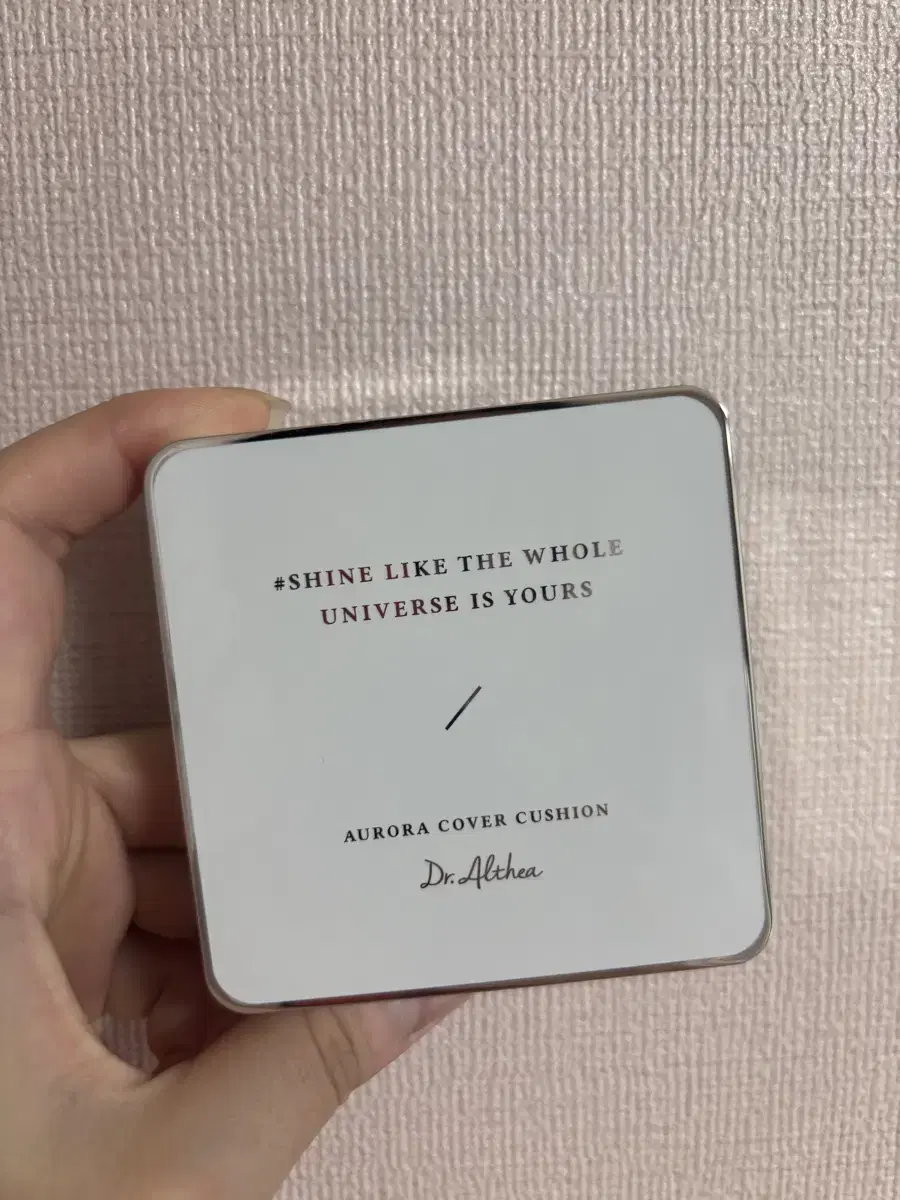 #SHINE LIKE THE WHOLE
UNIVERSE IS YOURS
AURORA COVER CUSHION
Dr. Althea